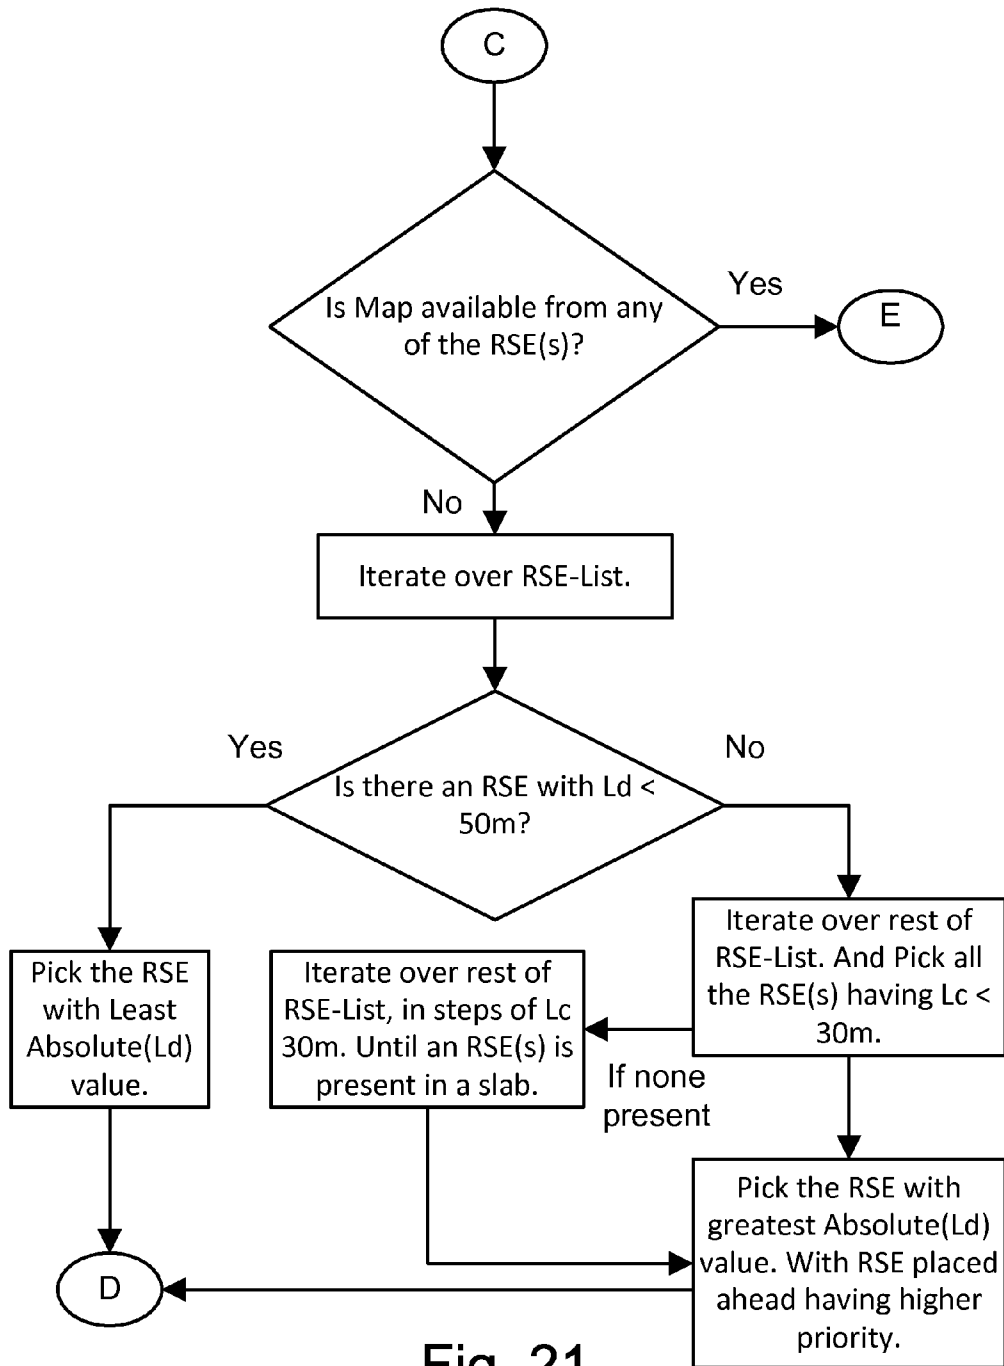 C
Is Map available from any
of the RSE(s)?
Yes
E
No
Iterate over RSE-List.
Yes
No
Is there an RSE with Ld <
50m?
Pick the RSE
with Least
Absolute(Ld)
value.
Iterate over rest of
RSE-List, in steps of Lc
30m. Until an RSE(s) is
present in a slab.
Iterate over rest of
RSE-List. And Pick all
the RSE(s) having Lc <
30m.
If none
present
Pick the RSE with
greatest Absolute(Ld)
value. With RSE placed
ahead having higher
priority.
D
Fig. 21